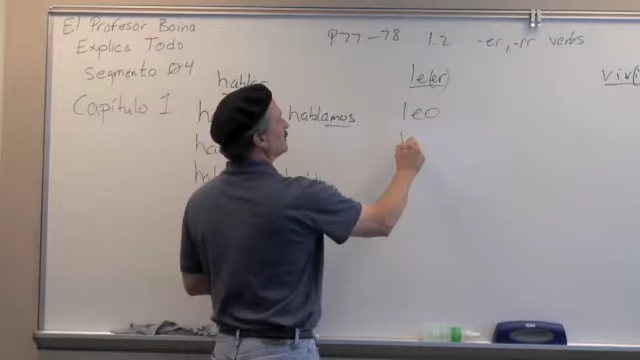 El Profesor Boina
Explica Todo
Segmento 04
Capítulo 1
P77-78 1.2 -er, -ir verbs
hablar
hablamos
le(er)
leo